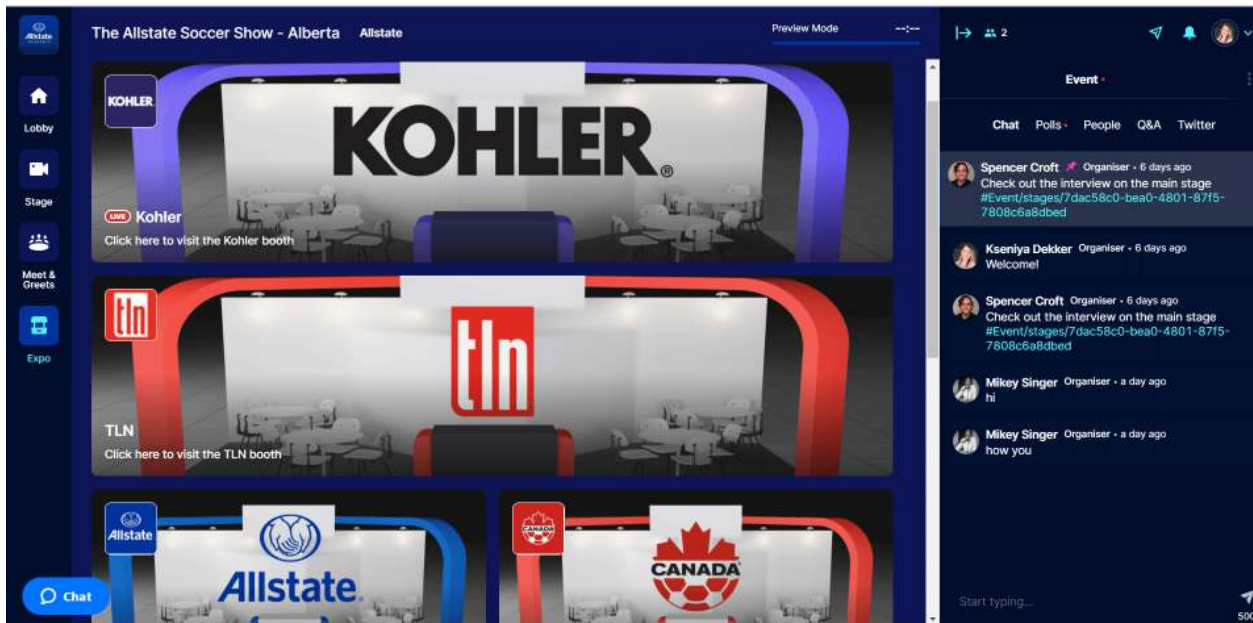 Allstate
The Allstate Soccer Show - Alberta Allstate
Preview Mode --:--
2
Lobby
Stage
Meet &
Greets
Expo
KOHLER
KOHLER®
LIVE Kohler
Click here to visit the Kohler booth
tln
tln
TLN
Click here to visit the TLN booth
Allstate
Allstate
CANADA
CANADA
Chat
Event
Chat Polls People Q&A Twitter
Spencer Croft Organiser • 6 days ago
Check out the interview on the main stage
#Event/stages/7dac58c0-bea0-4801-87f5-
7808c6a8dbed
Kseniya Dekker Organiser • 6 days ago
Welcome!
Spencer Croft Organiser • 6 days ago
Check out the interview on the main stage
#Event/stages/7dac58c0-bea0-4801-87f5-
7808c6a8dbed
Mikey Singer Organiser • a day ago
hi
Mikey Singer Organiser • a day ago
how you
Start typing...
500